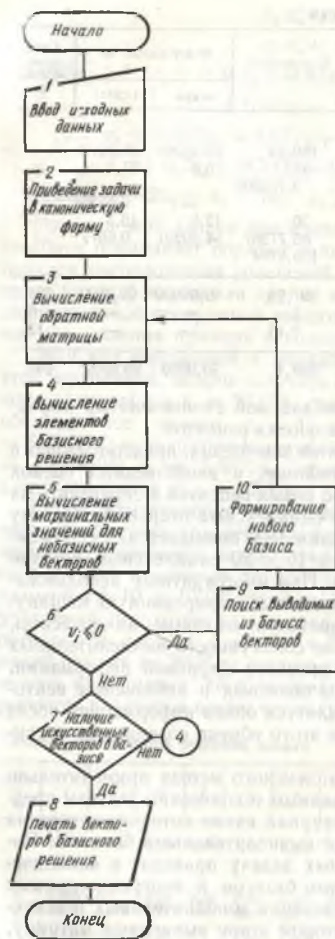 Начало
1
Ввод исходных
данных
2
Приведение задачи
в каноническую
форму
3
Вычисление
обратной
матрицы
4
Вычисление
элементов
базисного
решения
5
Вычисление
маргинальных
значений для
небазисных
векторов
10
Формирование
нового
базиса
9
Поиск выводимых
из базиса
векторов
6
v_i ≤ 0
Да
Нет
7 Наличие
искусственных
векторов в ба-
зисе
Нет
4
Да
8
Печать векто-
ров базисного
решения
Конец